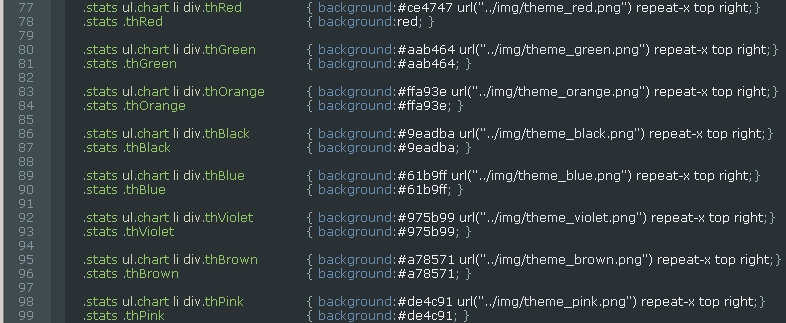 77 .stats ul.chart li div.thRed { background:#ce4747 url("../img/theme_red.png") repeat-x top right;}
78 .stats .thRed { background:red; }
79
80 .stats ul.chart li div.thGreen { background:#aab464 url("../img/theme_green.png") repeat-x top right;}
81 .stats .thGreen { background:#aab464; }
82
83 .stats ul.chart li div.thOrange { background:#ffa93e url("../img/theme_orange.png") repeat-x top right;}
84 .stats .thOrange { background:#ffa93e; }
85
86 .stats ul.chart li div.thBlack { background:#9eadba url("../img/theme_black.png") repeat-x top right;}
87 .stats .thBlack { background:#9eadba; }
88
89 .stats ul.chart li div.thBlue { background:#61b9ff url("../img/theme_blue.png") repeat-x top right;}
90 .stats .thBlue { background:#61b9ff; }
91
92 .stats ul.chart li div.thViolet { background:#975b99 url("../img/theme_violet.png") repeat-x top right;}
93 .stats .thViolet { background:#975b99; }
94
95 .stats ul.chart li div.thBrown { background:#a78571 url("../img/theme_brown.png") repeat-x top right;}
96 .stats .thBrown { background:#a78571; }
97
98 .stats ul.chart li div.thPink { background:#de4c91 url("../img/theme_pink.png") repeat-x top right;}
99 .stats .thPink { background:#de4c91; }